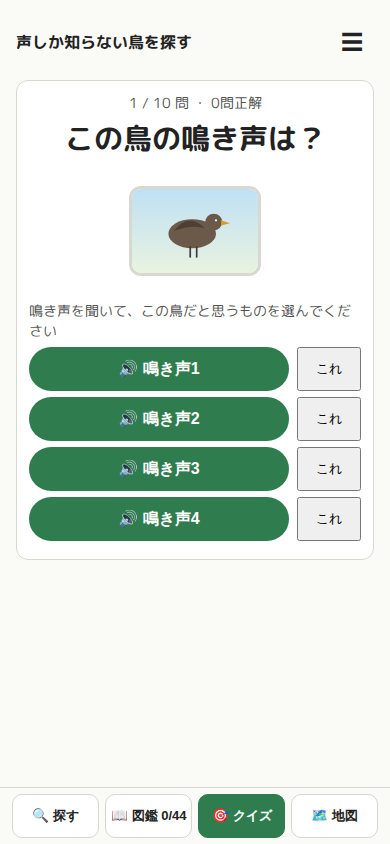 声しか知らない鳥を探す
☰
1 / 10 問 · 0問正解
この鳥の鳴き声は？
鳴き声を聞いて、この鳥だと思うものを選んでくだ
さい
🔊 鳴き声1 これ
🔊 鳴き声2 これ
🔊 鳴き声3 これ
🔊 鳴き声4 これ
🔍 探す 📖 図鑑 0/44 🎯 クイズ 🗺️ 地図